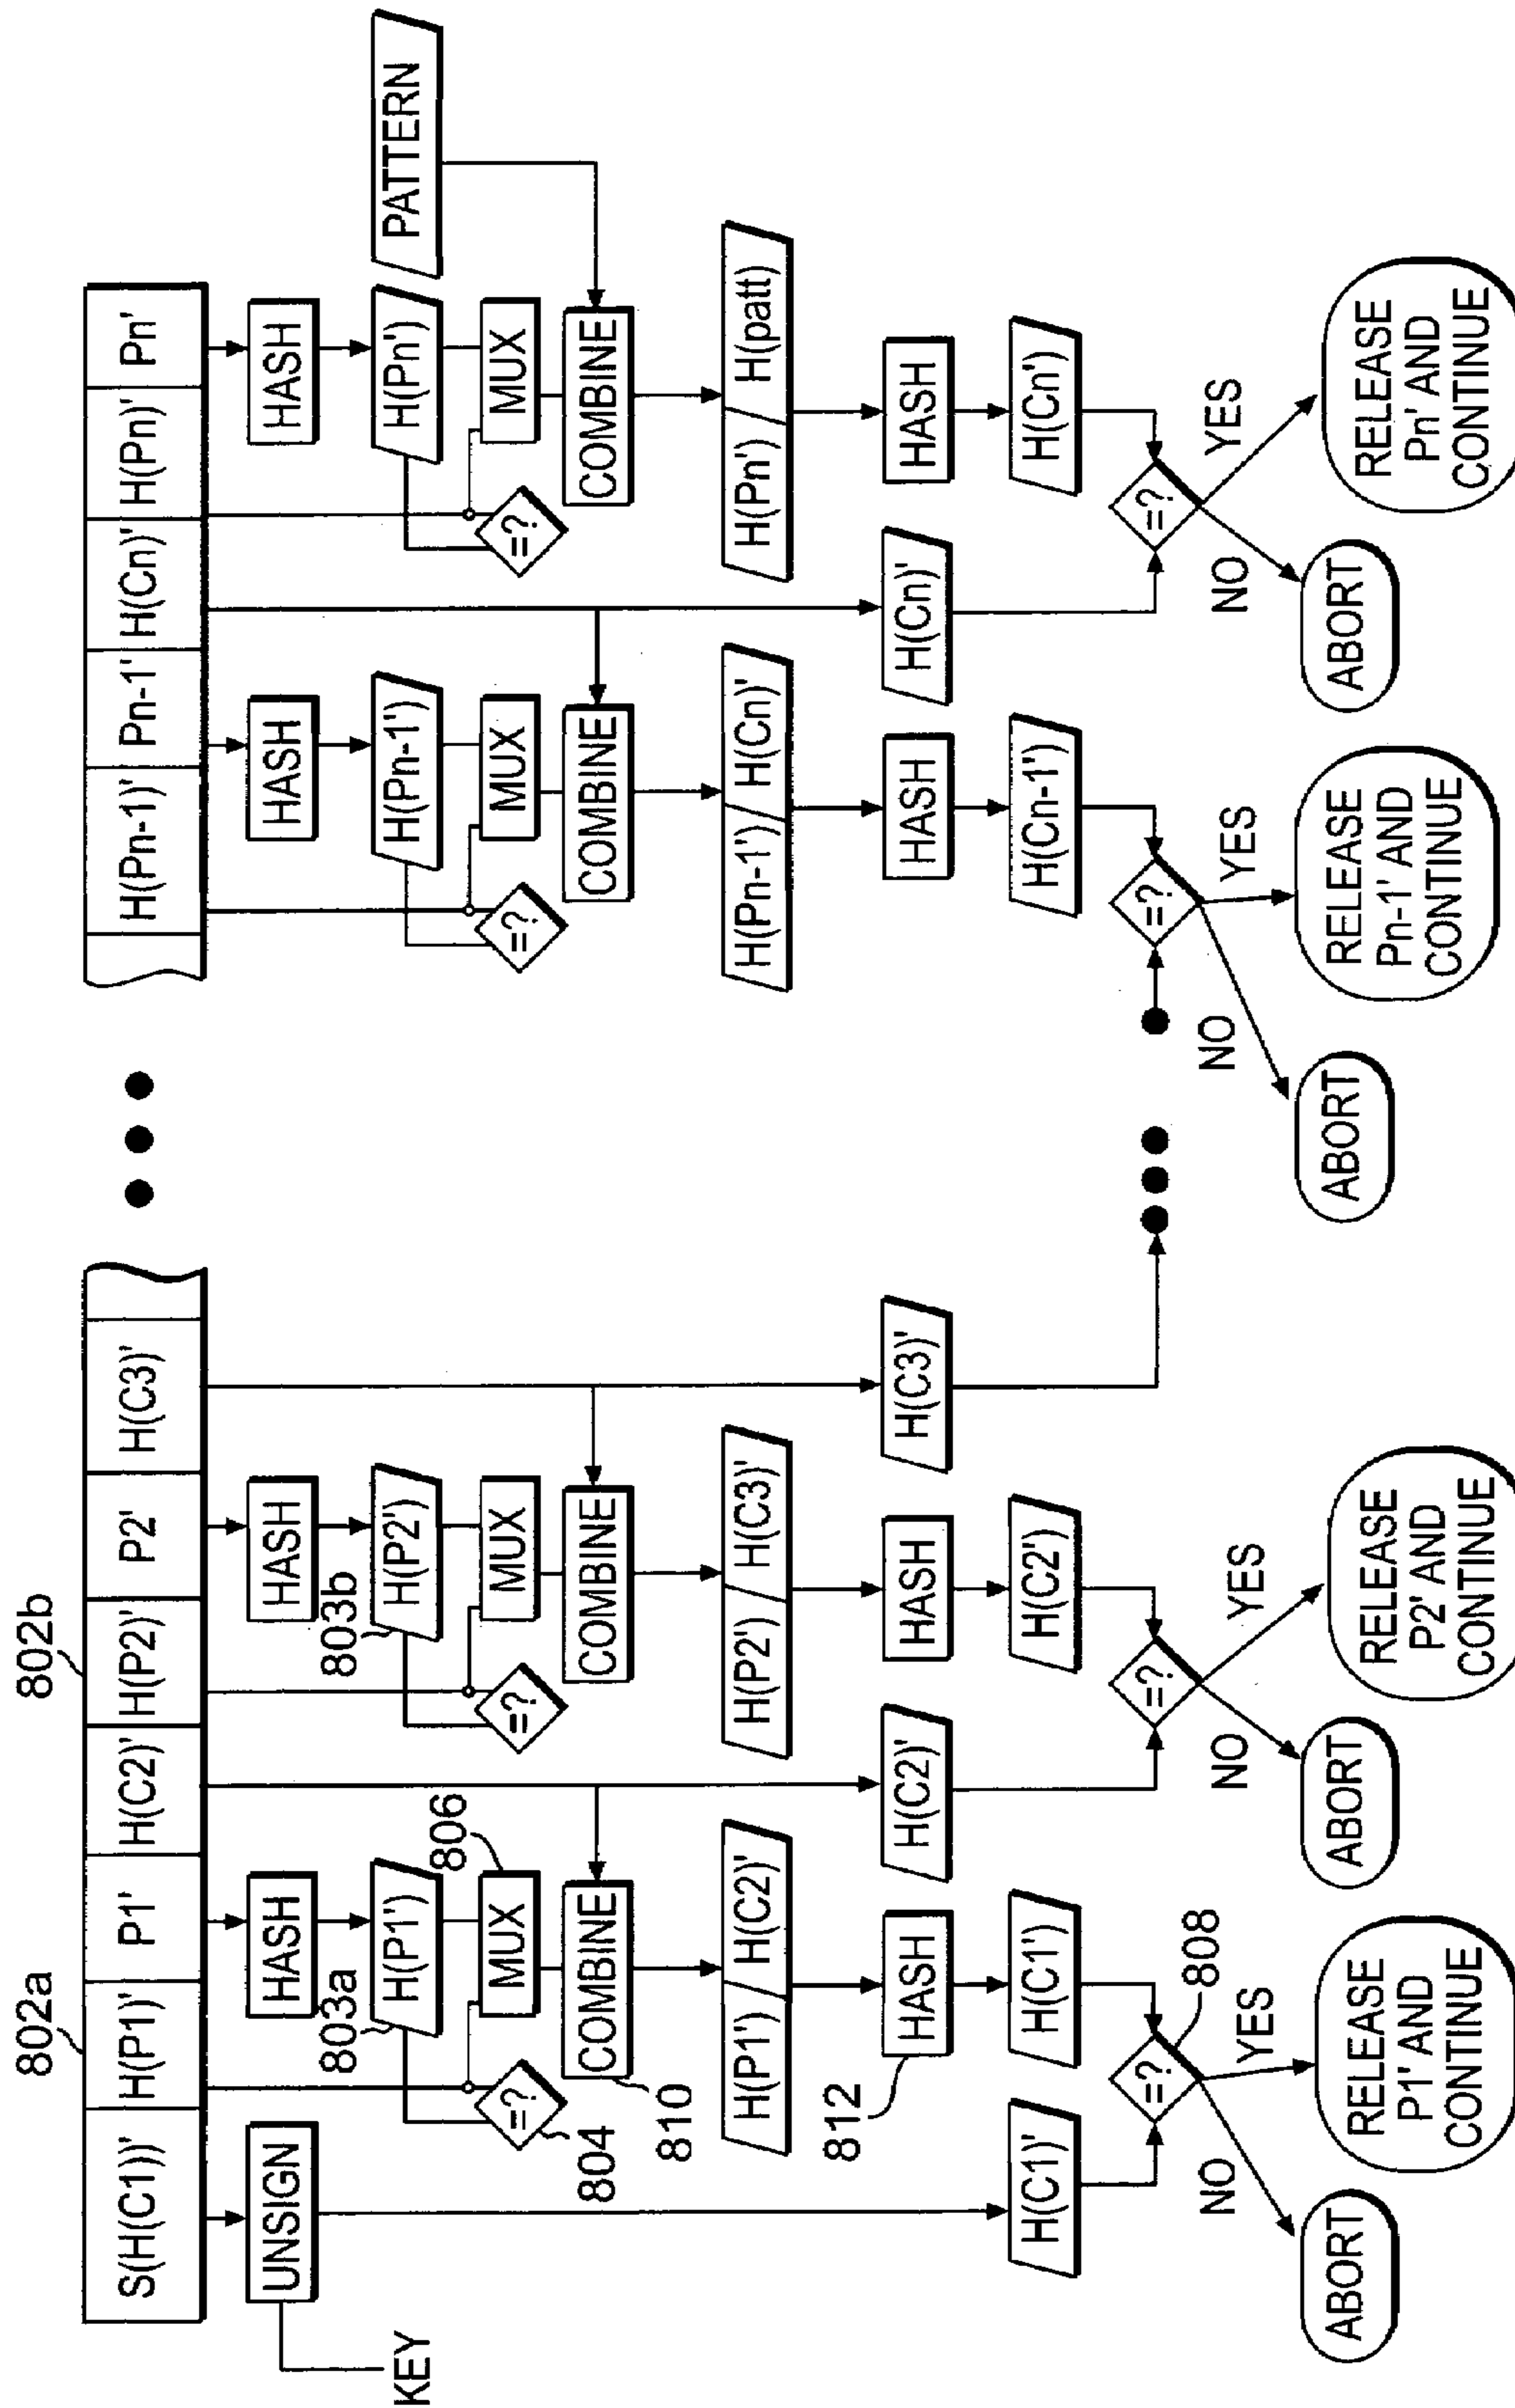 802a
802b
S(H(C1))'
H(P1)'
P1'
H(C2)'
H(P2)'
P2'
H(C3)'
H(Pn-1)'
Pn-1'
H(Cn)'
H(Pn)'
Pn'
KEY
UNSIGN
HASH
HASH
HASH
HASH
803a
H(P1')
803b
H(P2')
H(Pn-1')
H(Pn')
PATTERN
804
=?
MUX
806
=?
MUX
=?
MUX
=?
MUX
810
COMBINE
COMBINE
COMBINE
COMBINE
H(P1')
H(C2)'
H(P2')
H(C3)'
H(Pn-1')
H(Cn)'
H(Pn')
H(patt)
812
HASH
H(C2)'
HASH
H(C3)'
HASH
H(Cn)'
HASH
H(C1)'
H(C1')
H(C2')
H(Cn-1')
H(Cn')
=?
808
=?
=?
=?
NO
YES
NO
YES
NO
YES
NO
YES
ABORT
RELEASE
P1' AND
CONTINUE
ABORT
RELEASE
P2' AND
CONTINUE
ABORT
RELEASE
Pn-1' AND
CONTINUE
ABORT
RELEASE
Pn' AND
CONTINUE